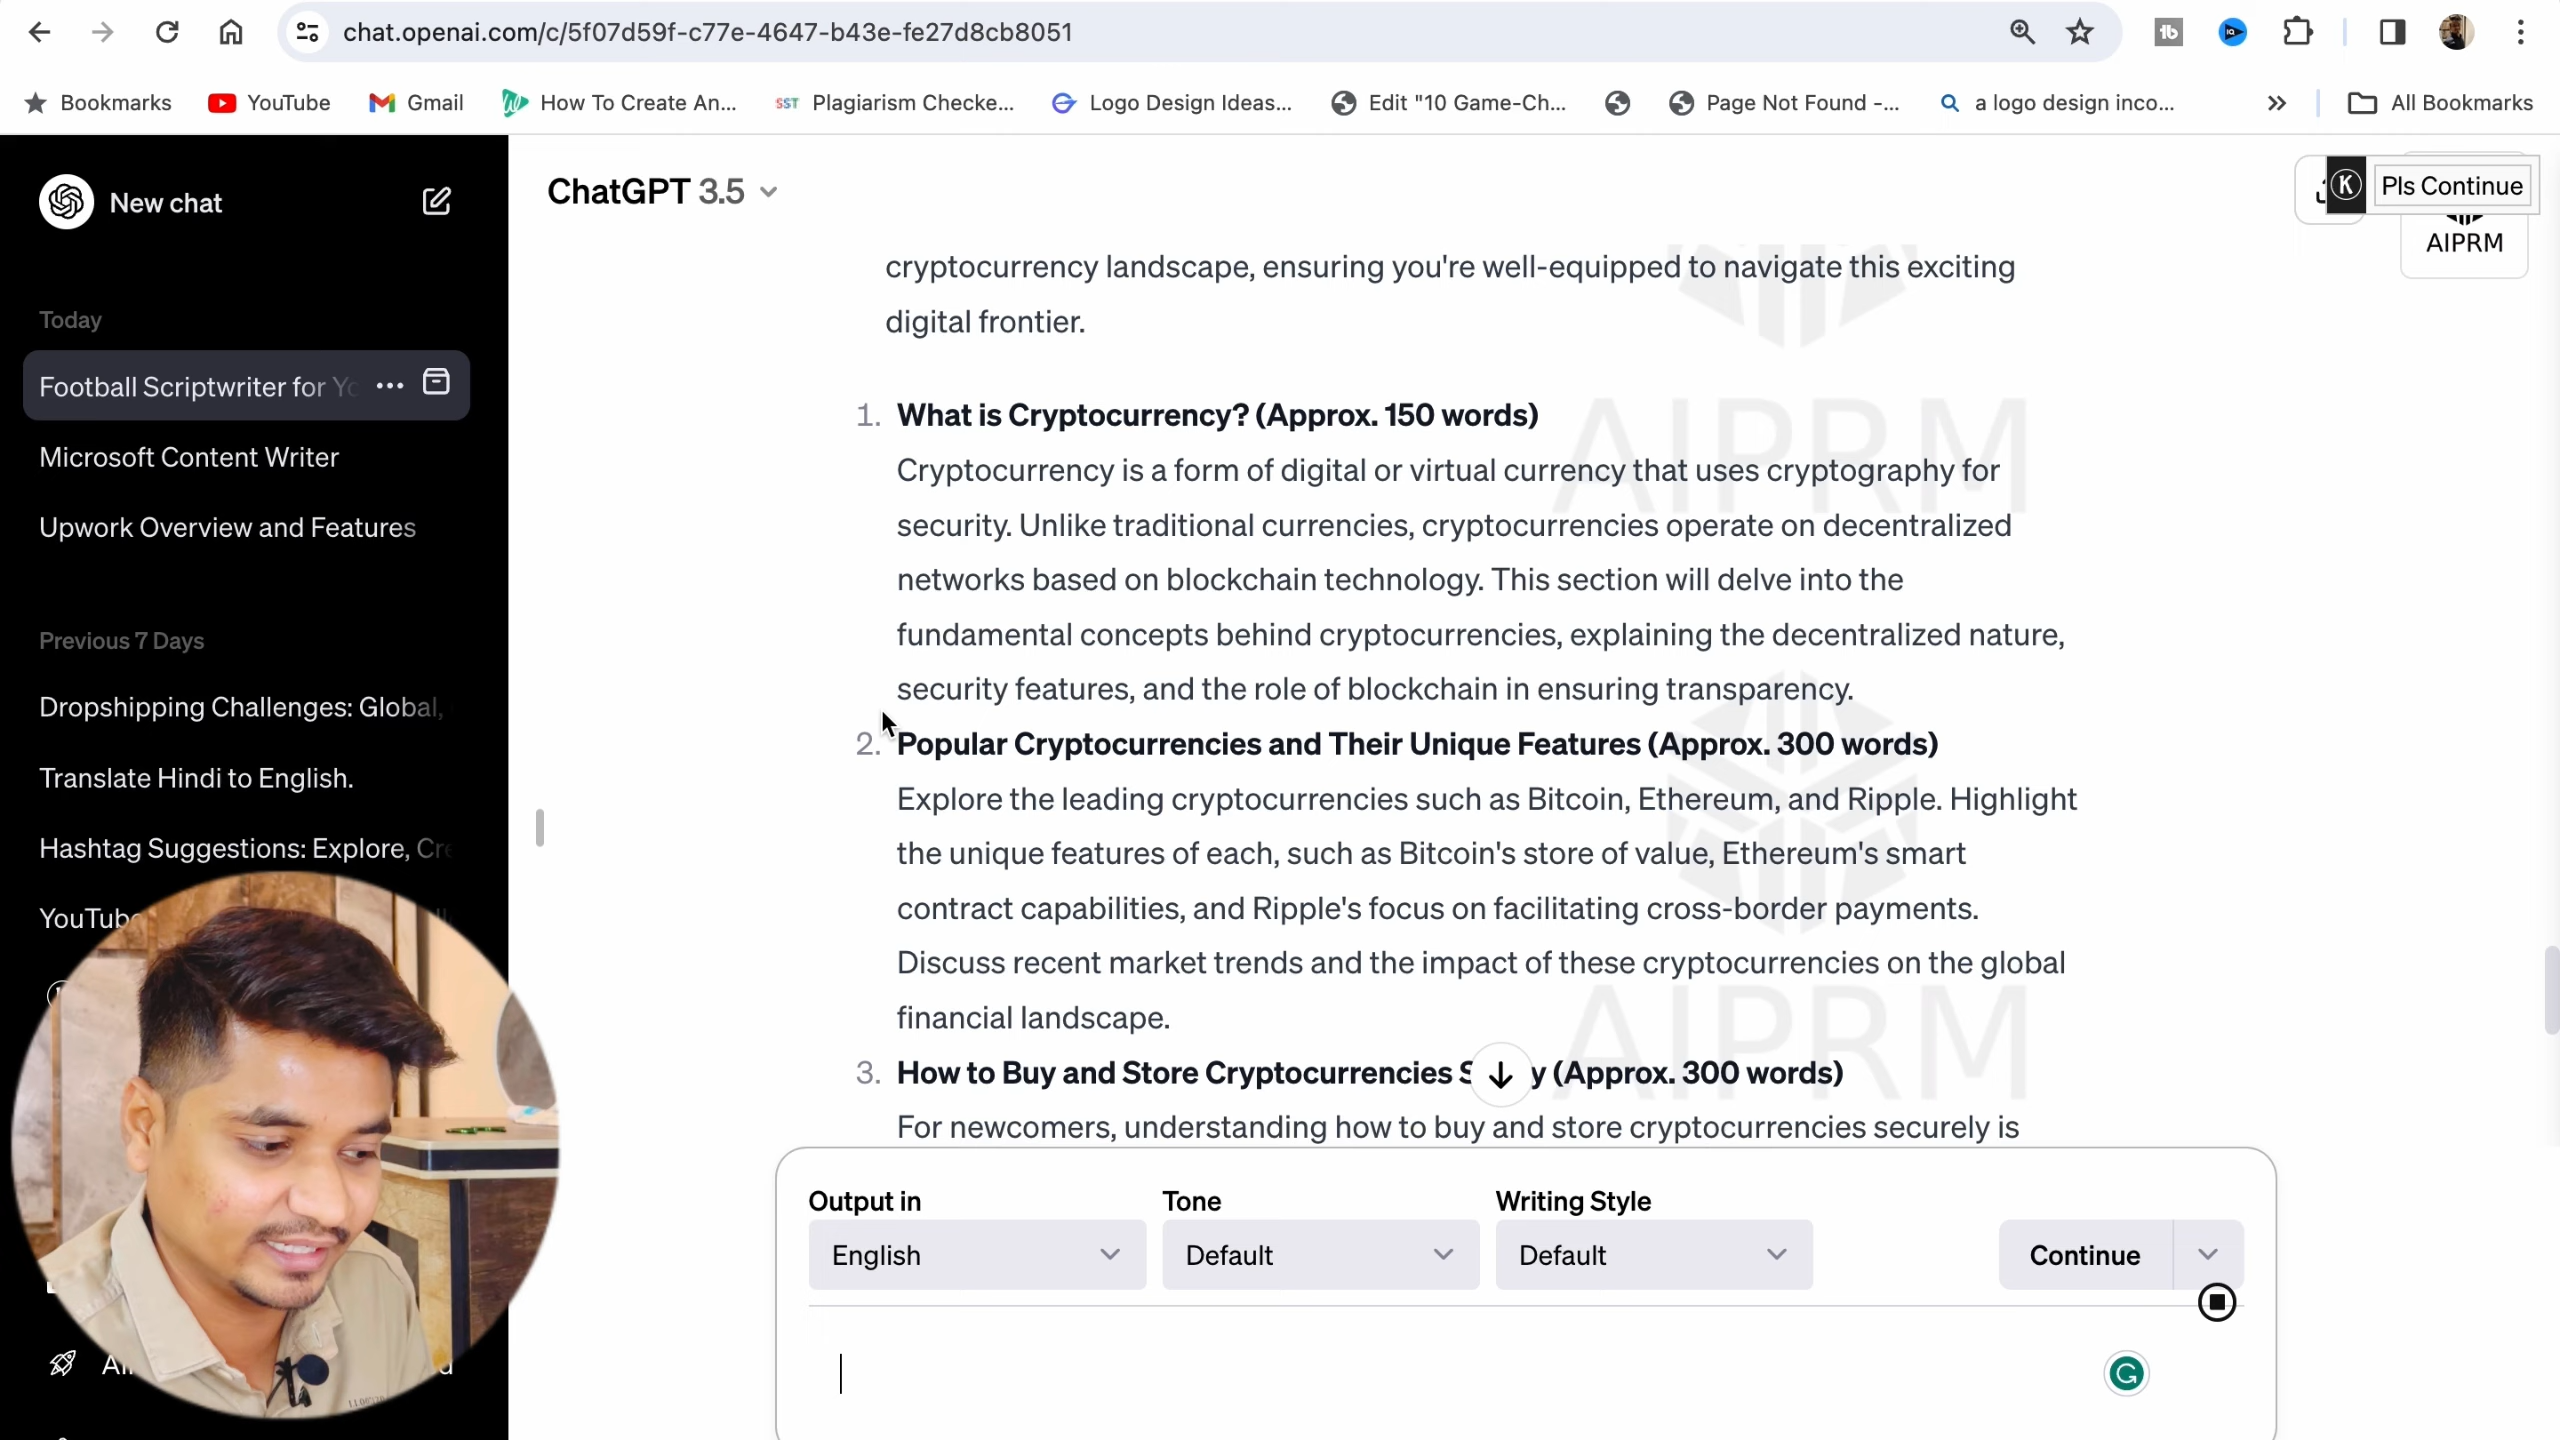 chat.openai.com/c/5f07d59f-c77e-4647-b43e-fe27d8cb8051
Bookmarks
YouTube
Gmail
How To Create An...
SST
Plagiarism Checke...
Logo Design Ideas...
Edit "10 Game-Ch...
Page Not Found -...
a logo design inco...
All Bookmarks
New chat
Today
Football Scriptwriter for Yo
Microsoft Content Writer
Upwork Overview and Features
Previous 7 Days
Dropshipping Challenges: Global,
Translate Hindi to English.
Hashtag Suggestions: Explore, Cre
YouTube
ChatGPT 3.5
K
Pls Continue
AIPRM
cryptocurrency landscape, ensuring you're well-equipped to navigate this exciting
digital frontier.
1. What is Cryptocurrency? (Approx. 150 words)
Cryptocurrency is a form of digital or virtual currency that uses cryptography for
security. Unlike traditional currencies, cryptocurrencies operate on decentralized
networks based on blockchain technology. This section will delve into the
fundamental concepts behind cryptocurrencies, explaining the decentralized nature,
security features, and the role of blockchain in ensuring transparency.
2. Popular Cryptocurrencies and Their Unique Features (Approx. 300 words)
Explore the leading cryptocurrencies such as Bitcoin, Ethereum, and Ripple. Highlight
the unique features of each, such as Bitcoin's store of value, Ethereum's smart
contract capabilities, and Ripple's focus on facilitating cross-border payments.
Discuss recent market trends and the impact of these cryptocurrencies on the global
financial landscape.
3. How to Buy and Store Cryptocurrencies (Approx. 300 words)
For newcomers, understanding how to buy and store cryptocurrencies securely is
AIPRM
AIPRM
Output in
Tone
Writing Style
English
Default
Default
Continue